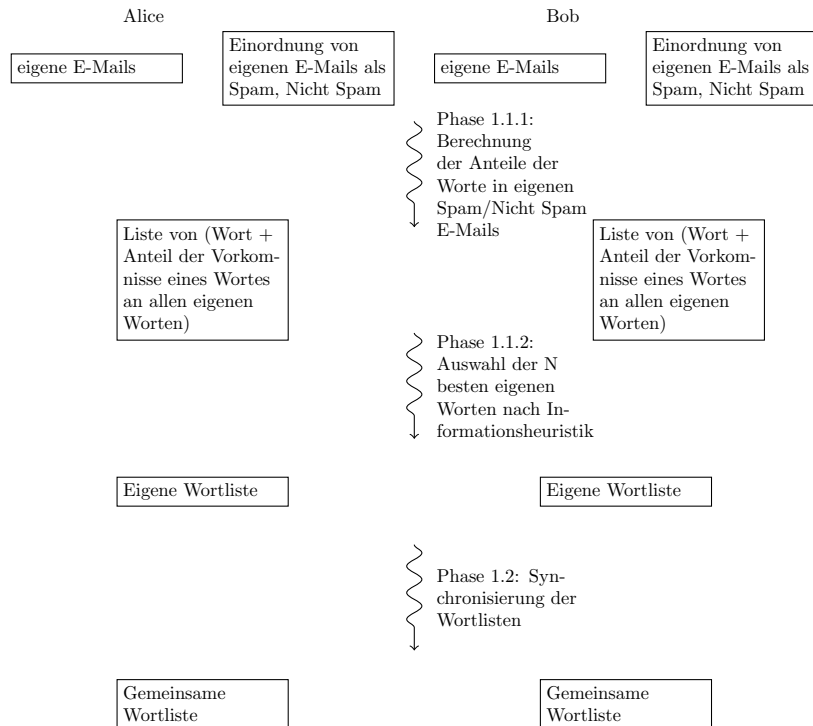 Alice
Bob
eigene E-Mails
Einordnung von
eigenen E-Mails als
Spam, Nicht Spam
eigene E-Mails
Einordnung von
eigenen E-Mails als
Spam, Nicht Spam
Phase 1.1.1:
Berechnung
der Anteile der
Worte in eigenen
Spam/Nicht Spam
E-Mails
Liste von (Wort +
Anteil der Vorkom-
nisse eines Wortes
an allen eigenen
Worten)
Liste von (Wort +
Anteil der Vorkom-
nisse eines Wortes
an allen eigenen
Worten)
Phase 1.1.2:
Auswahl der N
besten eigenen
Worten nach In-
formationsheuristik
Eigene Wortliste
Eigene Wortliste
Phase 1.2: Syn-
chronisierung der
Wortlisten
Gemeinsame
Wortliste
Gemeinsame
Wortliste